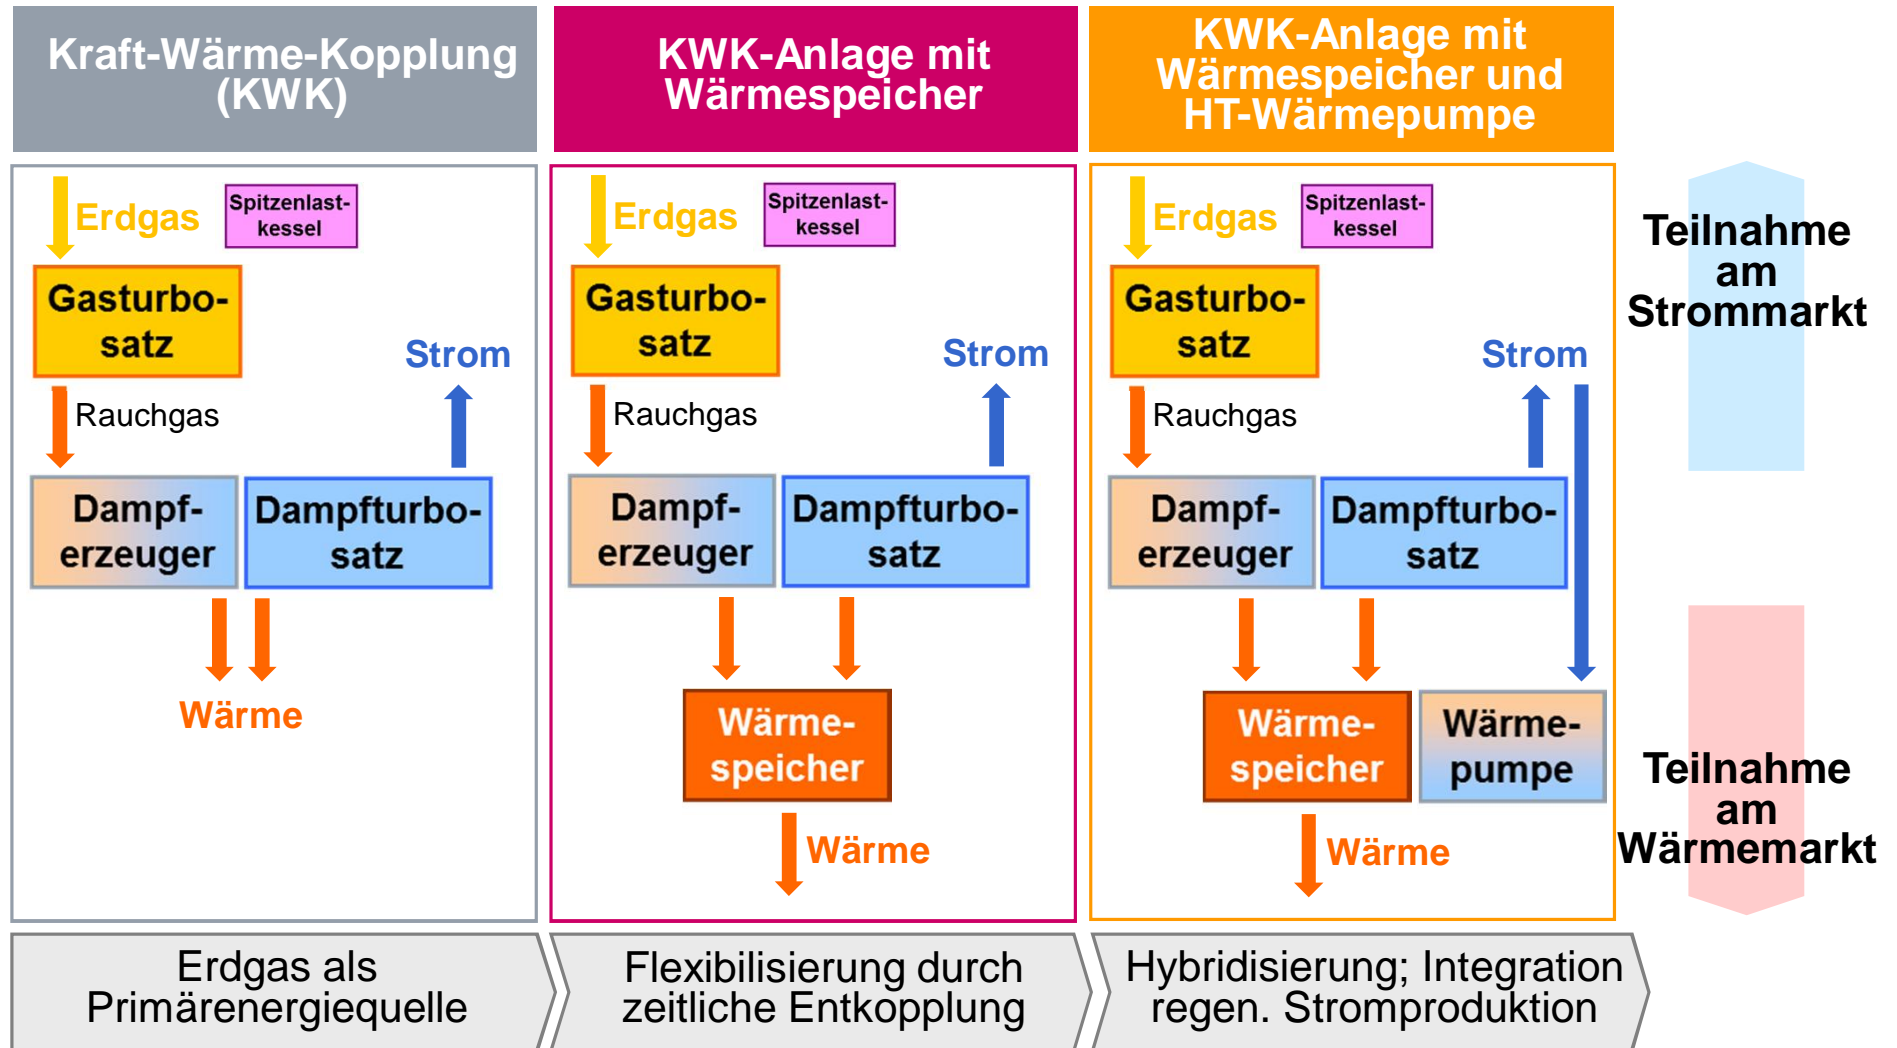 Kraft-Wärme-Kopplung
(KWK)
Erdgas
Spitzenlast-
kessel
Gasturbo-
satz
Strom
Rauchgas
Dampf-
erzeuger
Dampfturbo-
satz
Wärme
Erdgas als
Primärenergiequelle
KWK-Anlage mit
Wärmespeicher
Erdgas
Spitzenlast-
kessel
Gasturbo-
satz
Strom
Rauchgas
Dampf-
erzeuger
Dampfturbo-
satz
Wärme-
speicher
Wärme
Flexibilisierung durch
zeitliche Entkopplung
KWK-Anlage mit
Wärmespeicher und
HT-Wärmepumpe
Erdgas
Spitzenlast-
kessel
Gasturbo-
satz
Strom
Rauchgas
Dampf-
erzeuger
Dampfturbo-
satz
Wärme-
speicher
Wärme-
pumpe
Wärme
Hybridisierung; Integration
regen. Stromproduktion
Teilnahme
am
Strommarkt
Teilnahme
am
Wärmemarkt